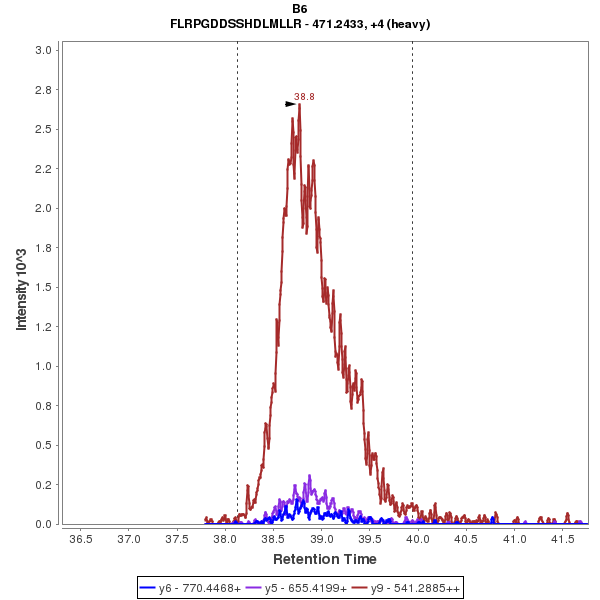 B6
FLRPGDDSSHDLMLLR - 471.2433, +4 (heavy)
3.0
2.8
2.5
2.2
2.0
1.8
1.5
1.2
1.0
0.8
0.5
0.2
0.0
Intensity 10^3
38.8
36.5 37.0 37.5 38.0 38.5 39.0 39.5 40.0 40.5 41.0 41.5
Retention Time
y6 - 770.4468+ y5 - 655.4199+ y9 - 541.2885++